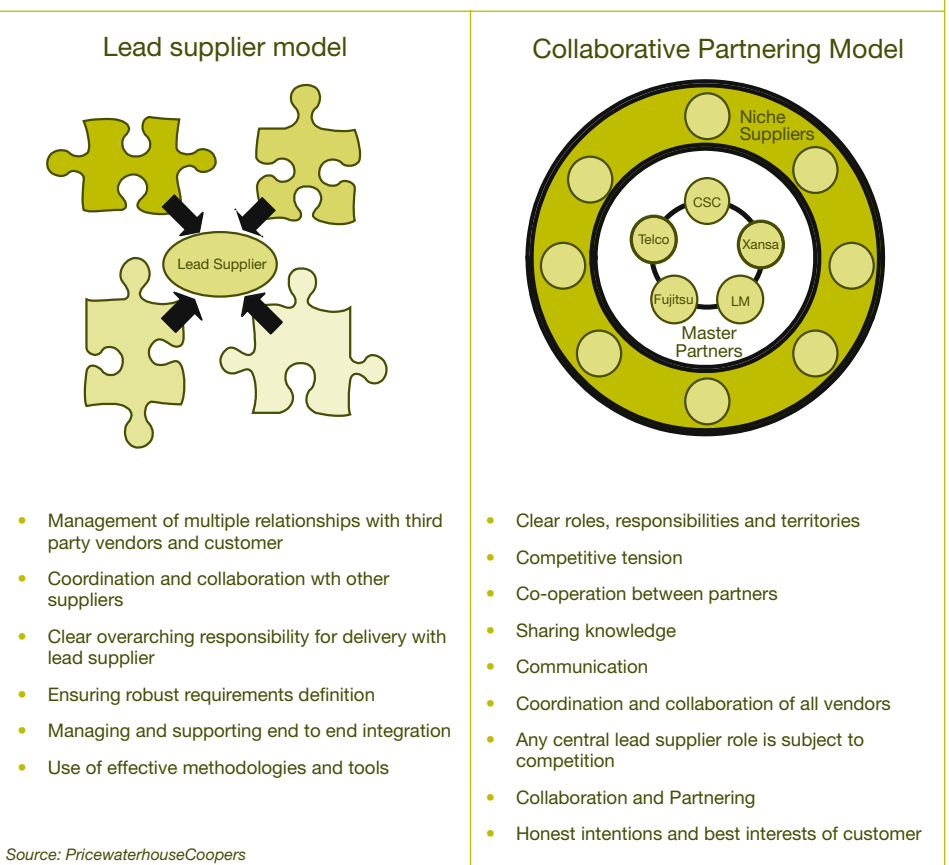 Lead supplier model
Lead Supplier
• Management of multiple relationships with third
party vendors and customer
• Coordination and collaboration wth other
suppliers
• Clear overarching responsibility for delivery with
lead supplier
• Ensuring robust requirements definition
• Managing and supporting end to end integration
• Use of effective methodologies and tools
Source: PricewaterhouseCoopers
Collaborative Partnering Model
Niche
Suppliers
CSC
Telco
Xansa
Fujitsu
LM
Master
Partners
• Clear roles, responsibilities and territories
• Competitive tension
• Co-operation between partners
• Sharing knowledge
• Communication
• Coordination and collaboration of all vendors
• Any central lead supplier role is subject to
competition
• Collaboration and Partnering
• Honest intentions and best interests of customer